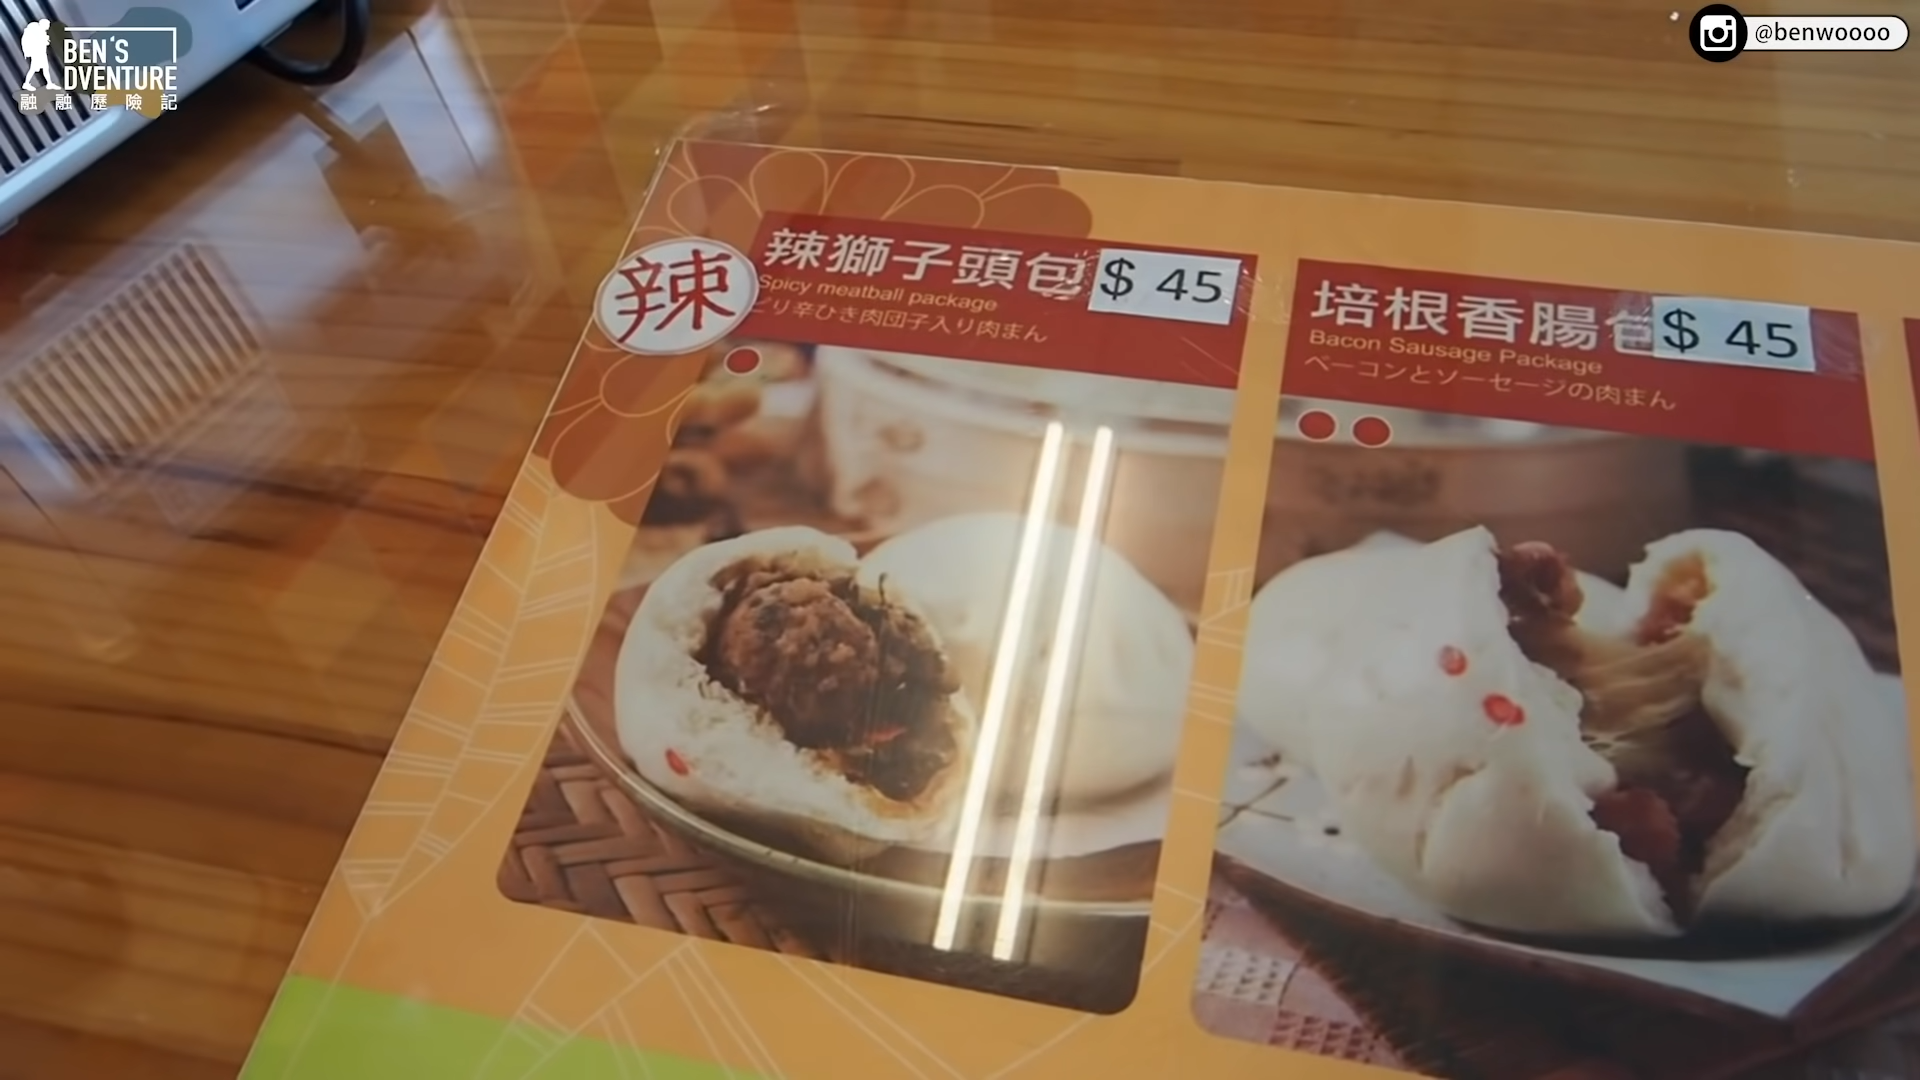 BEN'S
DVENTURE
融融歷險記
@benwoooo
辣
辣獅子頭包
$ 45
Spicy meatball package
ピリ辛ひき肉団子入り肉まん
培根香腸包
$ 45
Bacon Sausage Package
ベーコンとソーセージの肉まん